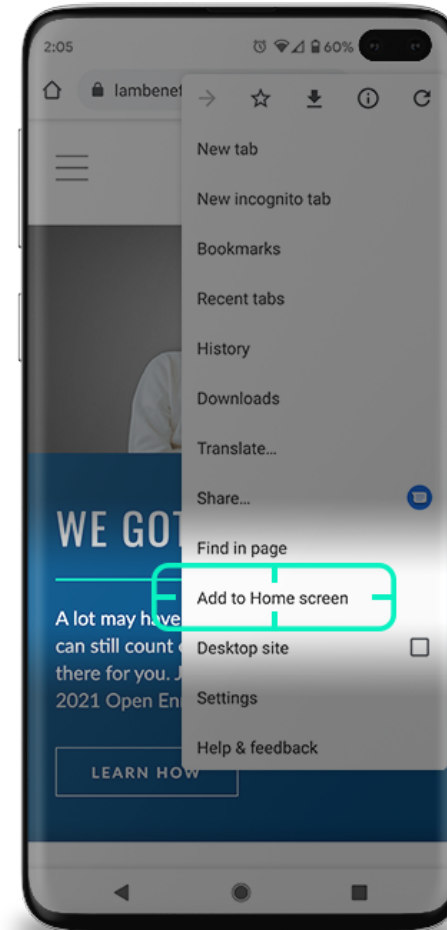 2:05
60%
lambenef
New tab
New incognito tab
Bookmarks
Recent tabs
History
Downloads
Translate...
Share...
Find in page
Add to Home screen
Desktop site
Settings
Help & feedback
WE GOT
A lot may have
can still count
there for you.
2021 Open En
LEARN HOW